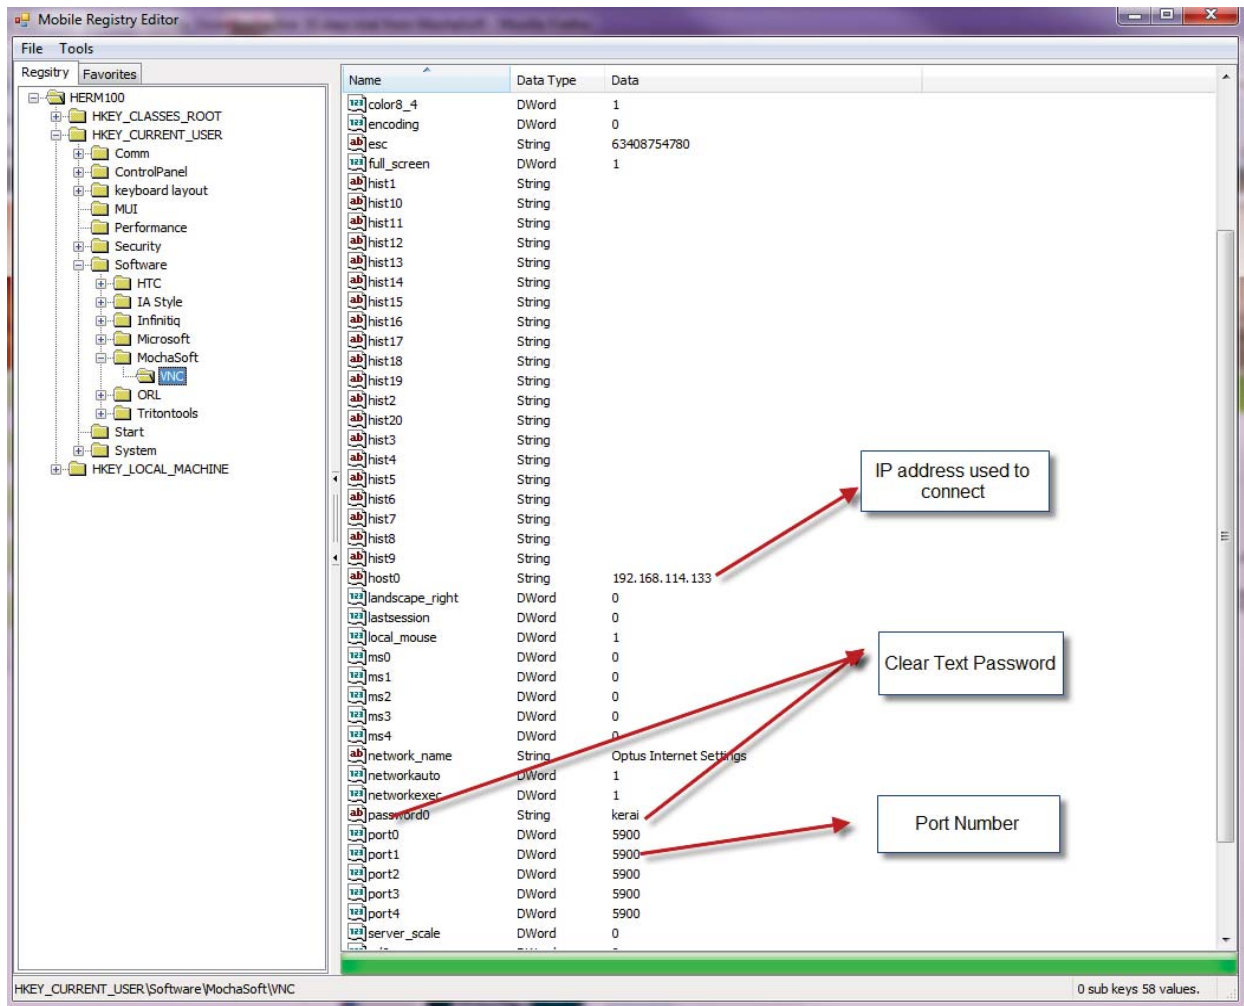 Mobile Registry Editor
File Tools
Regsitry Favorites
HERM100
HKEY_CLASSES_ROOT
HKEY_CURRENT_USER
Comm
ControlPanel
keyboard layout
MUI
Performance
Security
Software
HTC
IA Style
Infinitiq
Microsoft
MochaSoft
VNC
ORL
Tritontools
Start
System
HKEY_LOCAL_MACHINE
Name Data Type Data
color8_4 DWord 1
encoding DWord 0
esc String 63408754780
full_screen DWord 1
hist1 String
hist10 String
hist11 String
hist12 String
hist13 String
hist14 String
hist15 String
hist16 String
hist17 String
hist18 String
hist19 String
hist2 String
hist20 String
hist3 String
hist4 String
hist5 String
hist6 String
hist7 String
hist8 String
hist9 String
host0 String 192.168.114.133
landscape_right DWord 0
lastsession DWord 0
local_mouse DWord 1
ms0 DWord 0
ms1 DWord 0
ms2 DWord 0
ms3 DWord 0
ms4 DWord 0
network_name String Optus Internet Settings
networkauto DWord 1
networkexec DWord 1
password0 String kerai
port0 DWord 5900
port1 DWord 5900
port2 DWord 5900
port3 DWord 5900
port4 DWord 5900
server_scale DWord 0
IP address used to
connect
Clear Text Password
Port Number
HKEY_CURRENT_USER\Software\MochaSoft\VNC
0 sub keys 58 values.